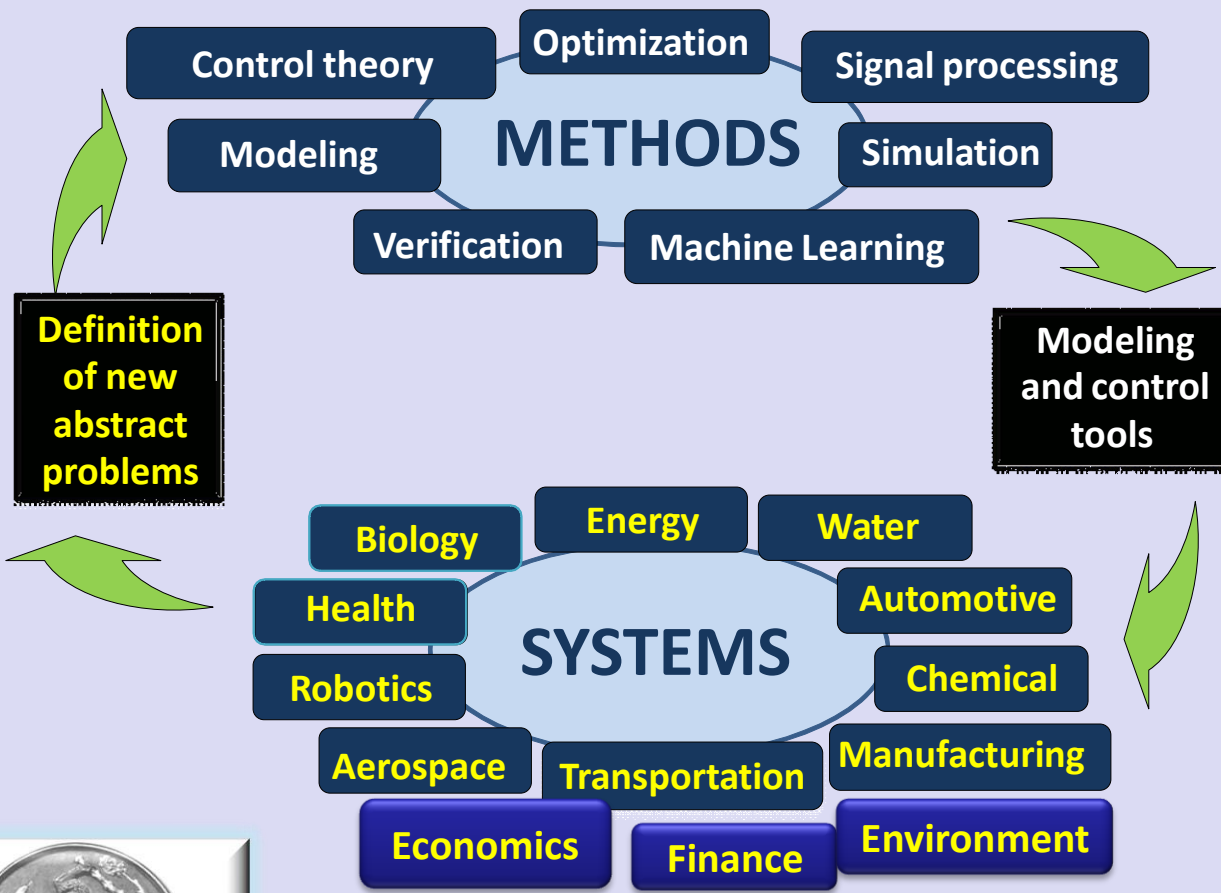 Optimization
Control theory
Signal processing
METHODS
Modeling
Simulation
Verification
Machine Learning
Definition
of new
abstract
problems
Modeling
and control
tools
Energy
Water
Biology
Automotive
Health
SYSTEMS
Robotics
Chemical
Aerospace
Transportation
Manufacturing
Economics
Finance
Environment